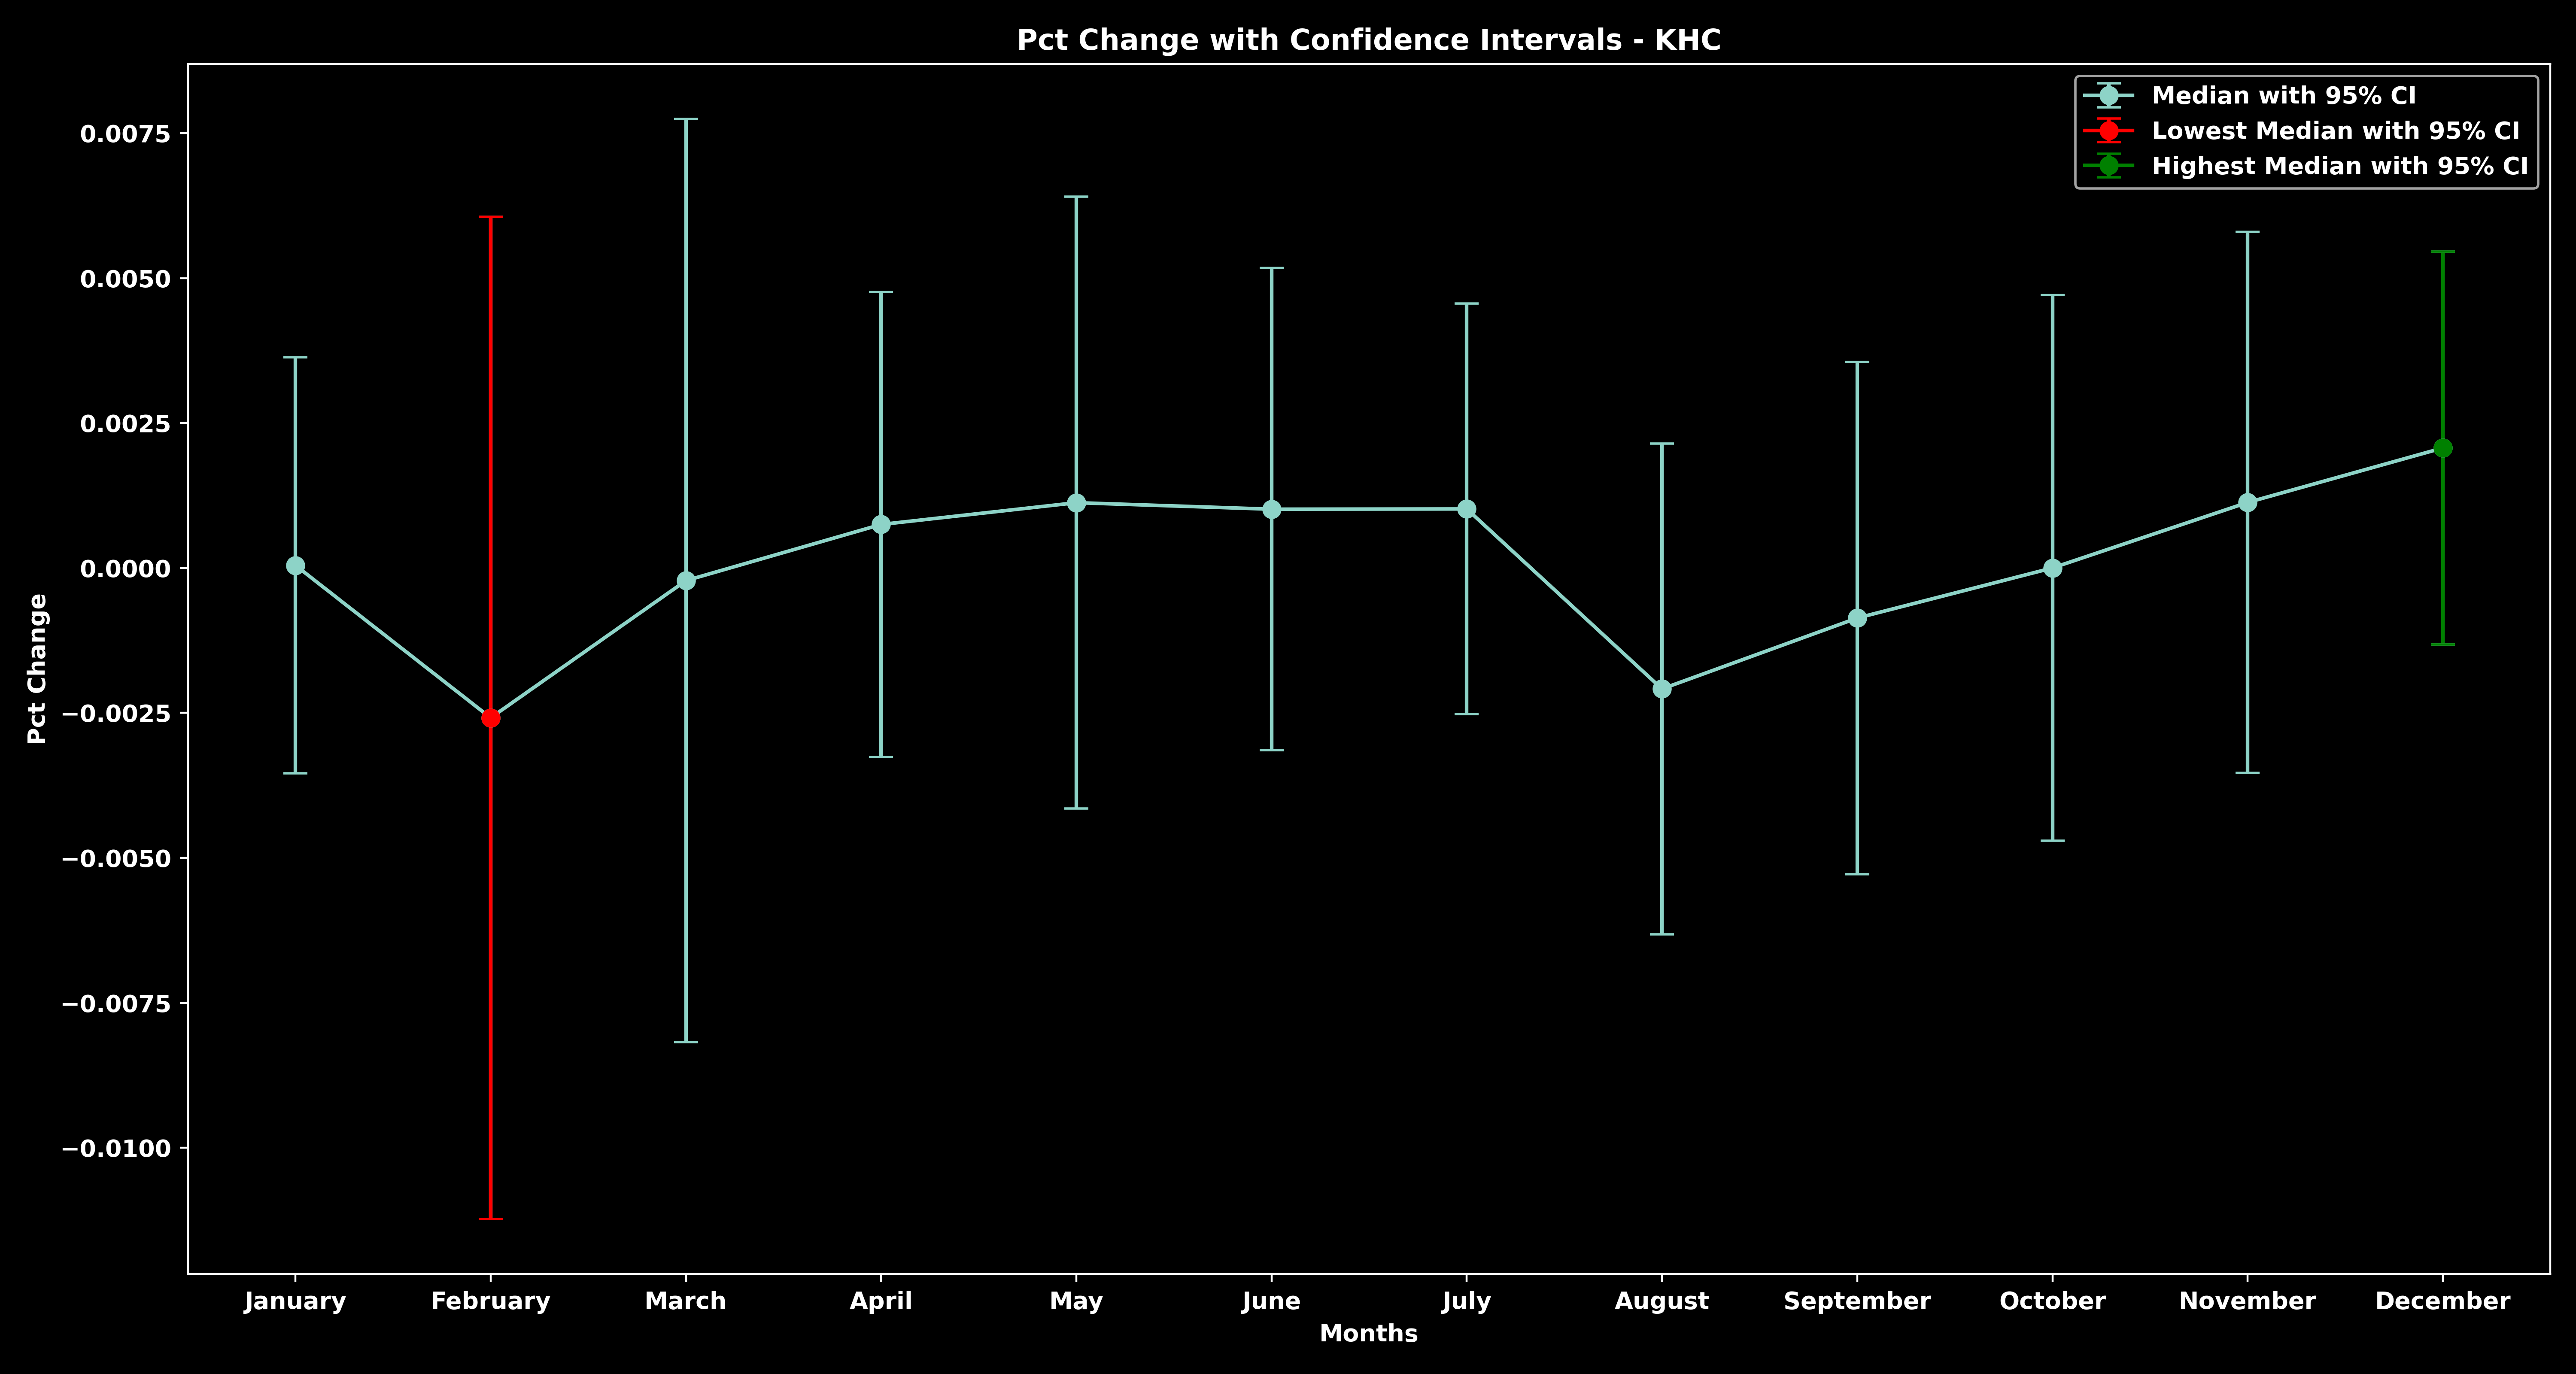 Pct Change with Confidence Intervals - KHC
Median with 95% CI
Lowest Median with 95% CI
Highest Median with 95% CI
0.0075
0.0050
0.0025
0.0000
−0.0025
−0.0050
−0.0075
−0.0100
Pct Change
January February March April May June July August September October November December
Months